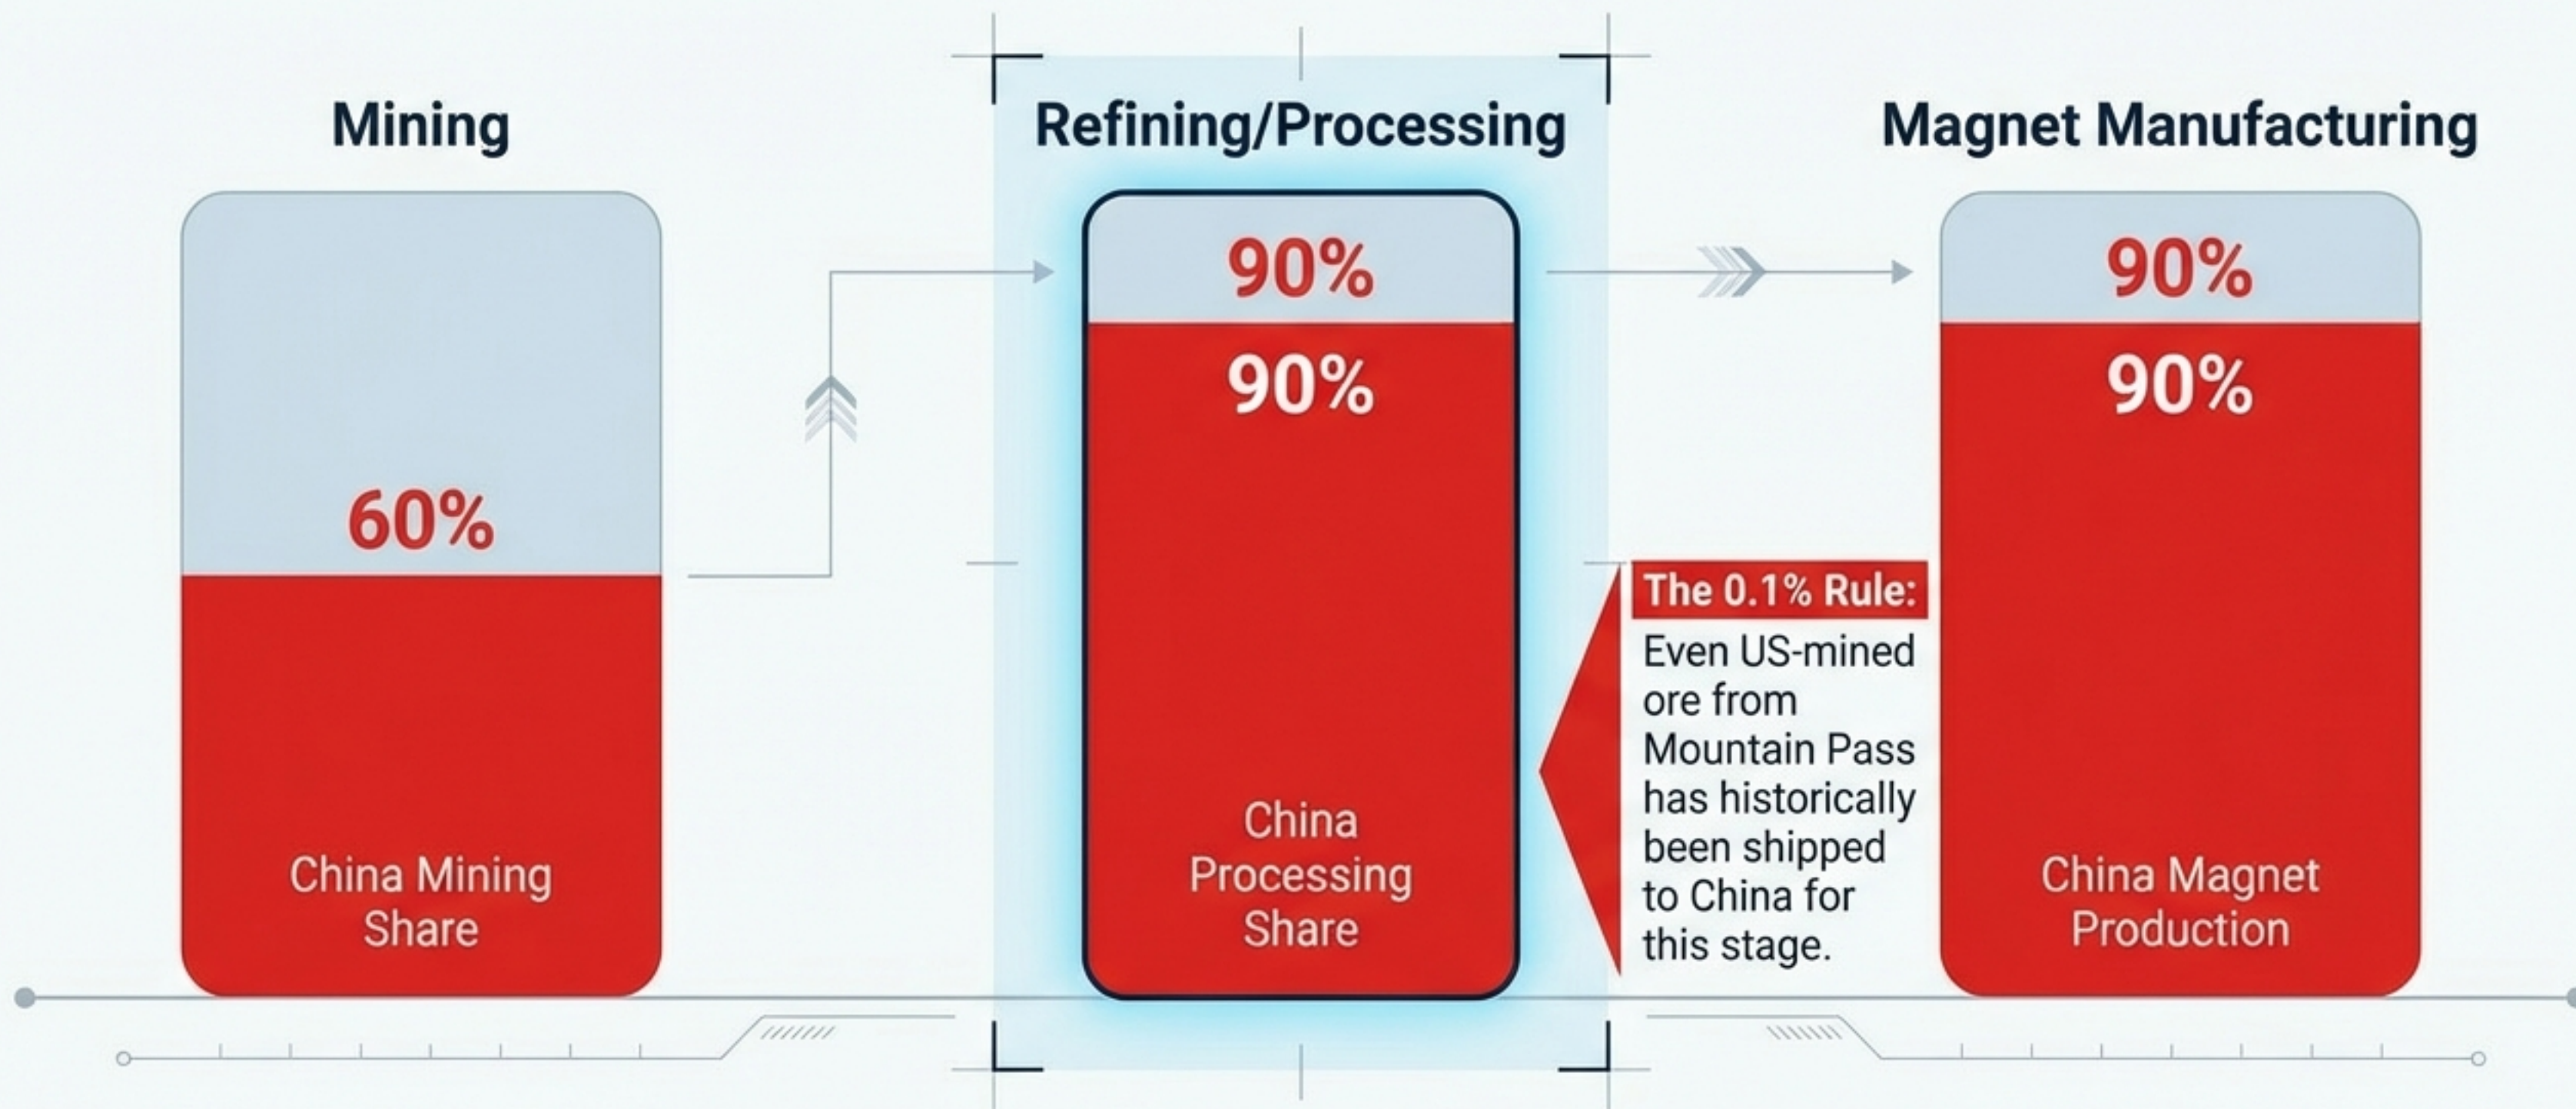 Mining
60%
China Mining
Share
Refining/Processing
90%
90%
China
Processing
Share
The 0.1% Rule:
Even US-mined
ore from
Mountain Pass
has historically
been shipped
to China for
this stage.
Magnet Manufacturing
90%
90%
China Magnet
Production